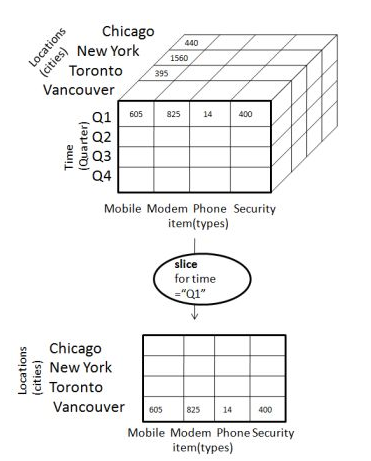 Locations
(cities)
Chicago
New York
Toronto
Vancouver
440
1560
395
Time
(Quarter)
Q1 605 825 14 400
Q2
Q3
Q4
Mobile Modem Phone Security
item(types)
slice
for time
="Q1"
Locations
(cities)
Chicago
New York
Toronto
Vancouver 605 825 14 400
Mobile Modem Phone Security
item(types)